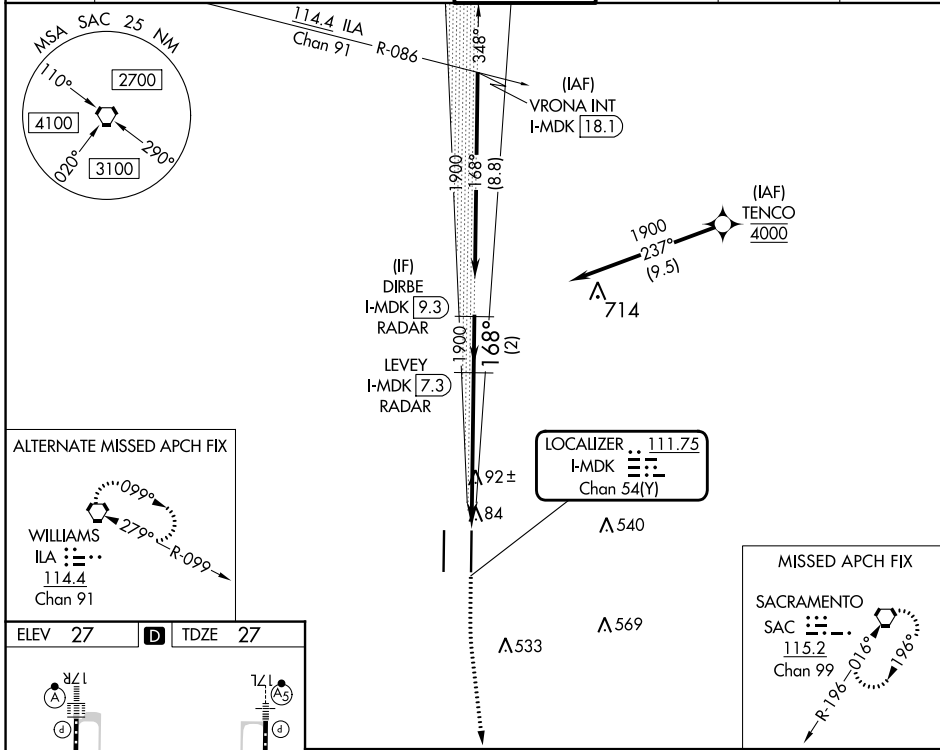 MSA SAC 25 NM
110°
2700
4100
020°
3100
290°
114.4 ILA
Chan 91
R-086
348°
(IAF)
VRONA INT
I-MDK 18.1
1900
168°
(8.8)
(IAF)
TENCO
4000
1900
237°
(9.5)
714
(IF)
DIRBE
I-MDK 9.3
RADAR
1900
168°
(2)
LEVEY
I-MDK 7.3
RADAR
ALTERNATE MISSED APCH FIX
099°
279°
R-099
WILLIAMS
ILA
114.4
Chan 91
LOCALIZER 111.75
I-MDK
Chan 54(Y)
92±
84
540
569
533
MISSED APCH FIX
SACRAMENTO
SAC
115.2
Chan 99
R-196
016°
196°
ELEV 27
D
TDZE 27
17R
A
P
17L
A5
P